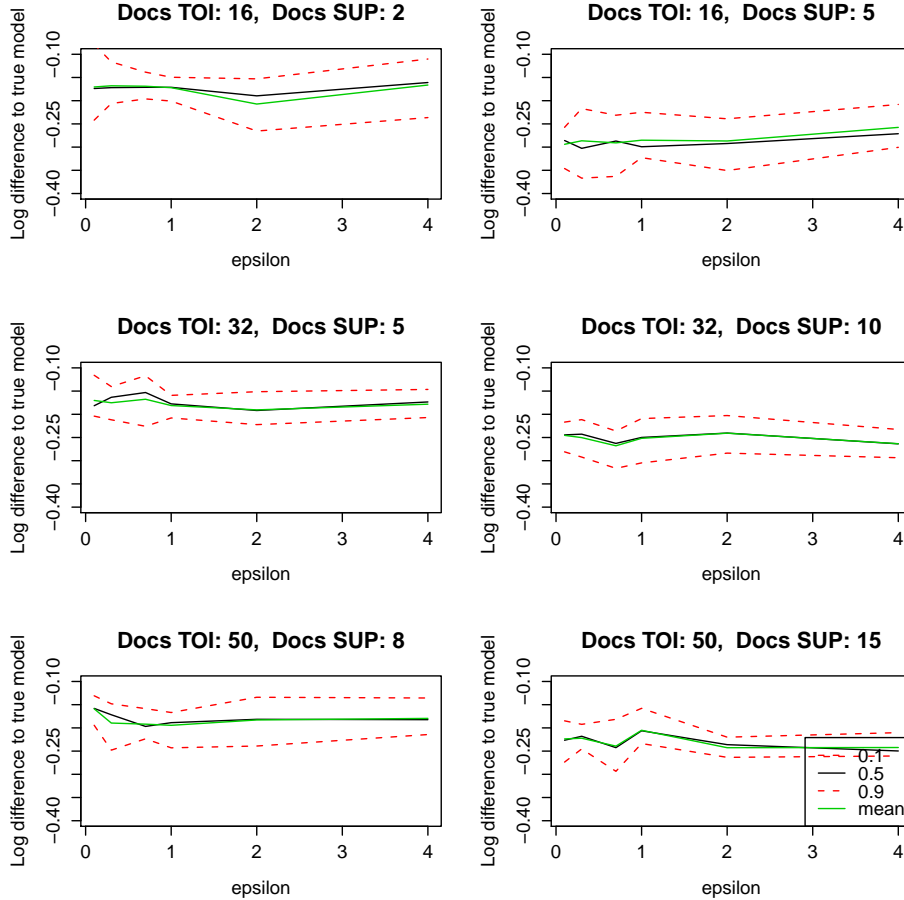 Docs TOI: 16,  Docs SUP: 2
Log difference to true model
−0.10
−0.25
−0.40
0 1 2 3 4
epsilon
Docs TOI: 16,  Docs SUP: 5
Log difference to true model
−0.10
−0.25
−0.40
0 1 2 3 4
epsilon
Docs TOI: 32,  Docs SUP: 5
Log difference to true model
−0.10
−0.25
−0.40
0 1 2 3 4
epsilon
Docs TOI: 32,  Docs SUP: 10
Log difference to true model
−0.10
−0.25
−0.40
0 1 2 3 4
epsilon
Docs TOI: 50,  Docs SUP: 8
Log difference to true model
−0.10
−0.25
−0.40
0 1 2 3 4
epsilon
Docs TOI: 50,  Docs SUP: 15
Log difference to true model
−0.10
−0.25
−0.40
0 1 2 3 4
epsilon
0.1
0.5
0.9
mean